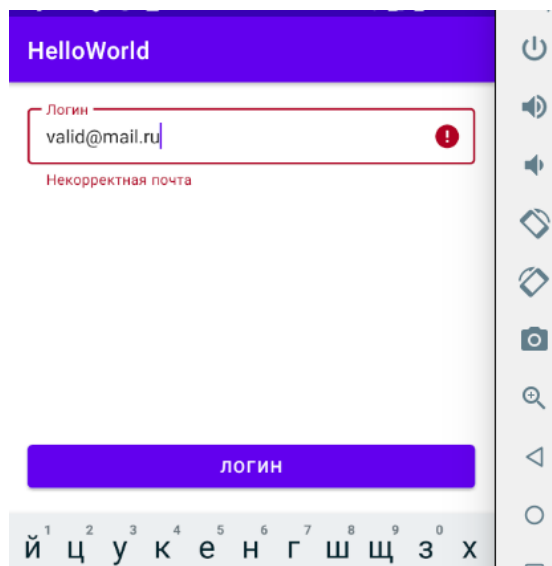 HelloWorld
Логин
valid@mail.ru
Некорректная почта
ЛОГИН
1 2 3 4 5 6 7 8 9 0
й ц у к е н г ш щ з х